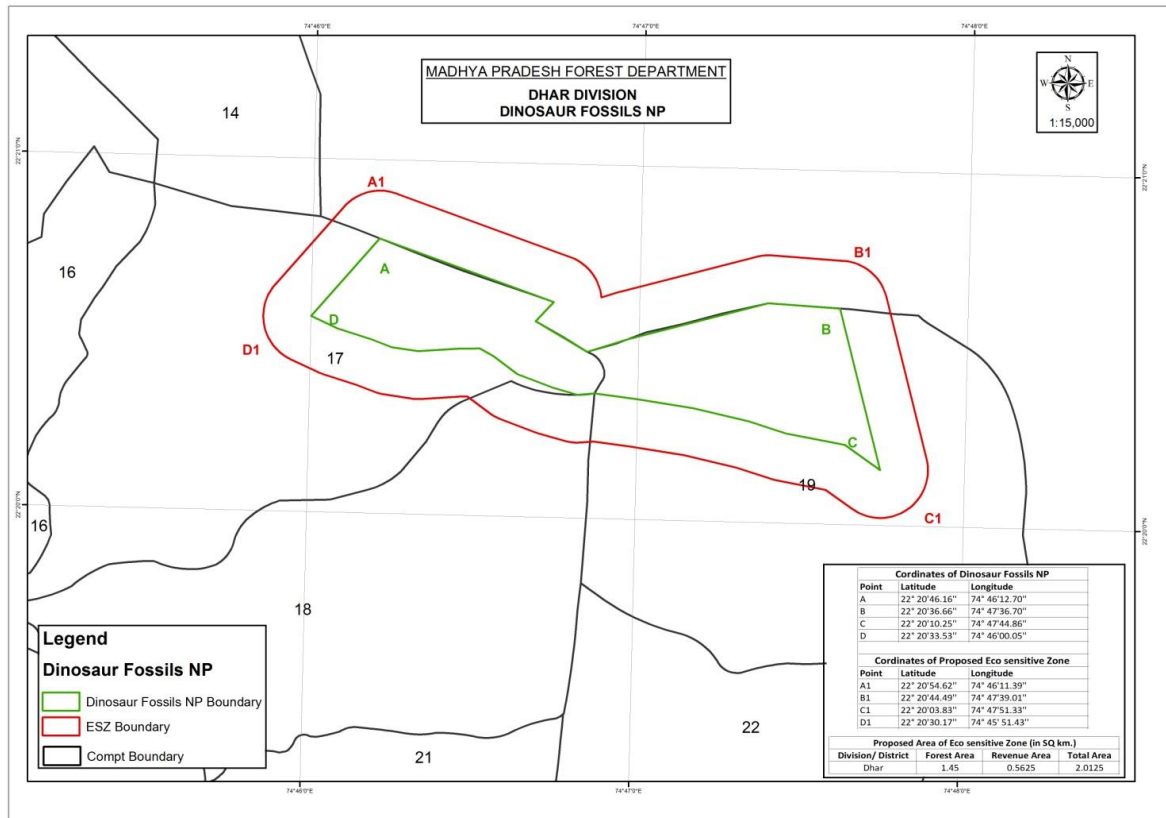 74°46'0"E
74°47'0"E
74°48'0"E
MADHYA PRADESH FOREST DEPARTMENT
DHAR DIVISION
DINOSAUR FOSSILS NP
N
W
E
S
1:15,000
14
22°21'0"N
22°21'0"N
A1
16
A
B1
D
B
D1
17
C
19
22°20'0"N
22°20'0"N
16
C1
18
Legend
Dinosaur Fossils NP
Dinosaur Fossils NP Boundary
ESZ Boundary
Compt Boundary
21
22
Cordinates of Dinosaur Fossils NP
Point Latitude Longitude
A 22° 20'46.16" 74° 46'12.70"
B 22° 20'36.66" 74° 47'36.70"
C 22° 20'10.25" 74° 47'44.86"
D 22° 20'33.53" 74° 46'00.05"
Cordinates of Proposed Eco sensitive Zone
Point Latitude Longitude
A1 22° 20'54.62" 74° 46'11.39"
B1 22° 20'44.49" 74° 47'39.01"
C1 22° 20'03.83" 74° 47'51.33"
D1 22° 20'30.17" 74° 45' 51.43"
Proposed Area of Eco sensitive Zone (in SQ km.)
Division/ District Forest Area Revenue Area Total Area
Dhar 1.45 0.5625 2.0125
74°46'0"E
74°47'0"E
74°48'0"E